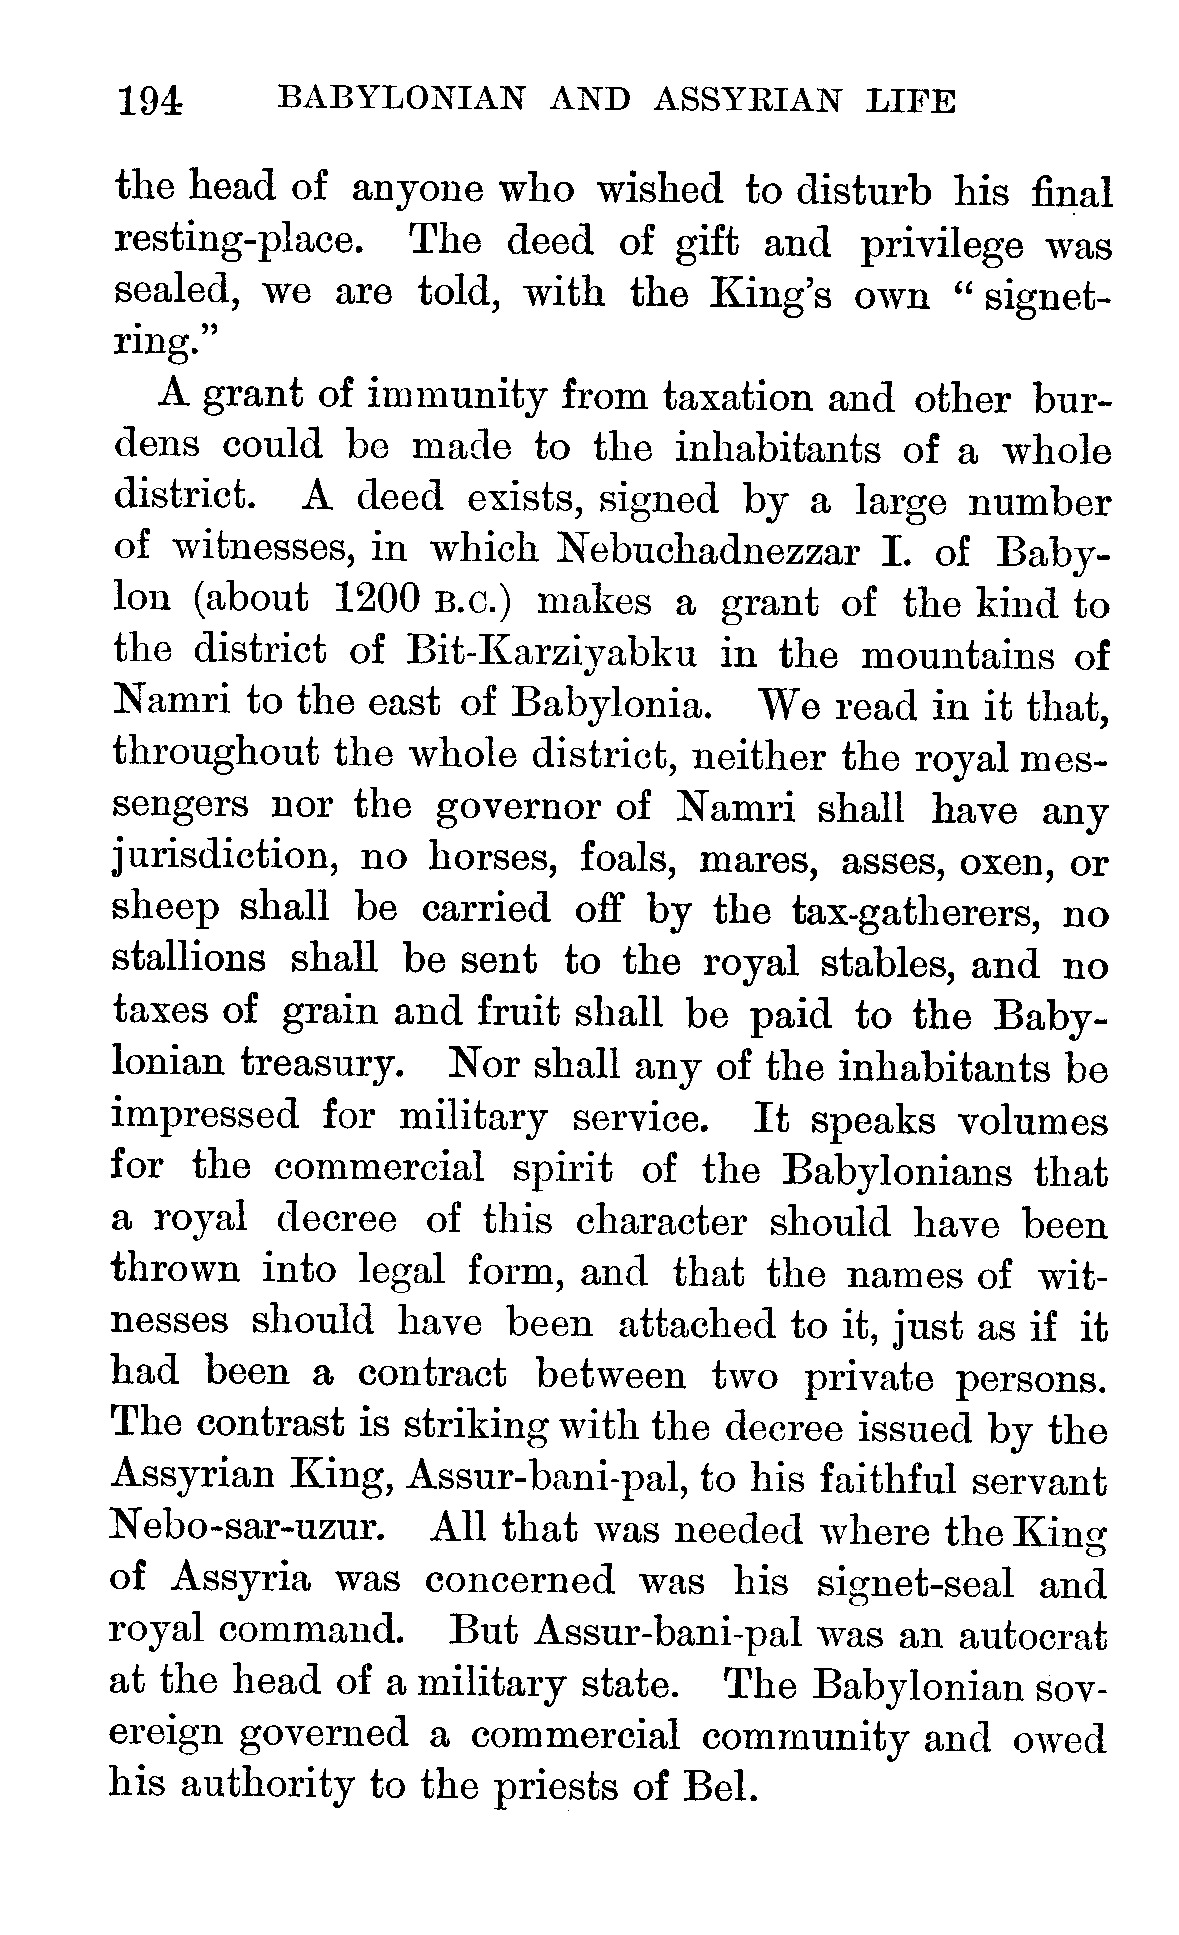 194 BABYLONIAN AND ASSYRIAN LIFE
the head of anyone who wished to disturb his final
resting-place. The deed of gift and privilege was
sealed, we are told, with the King's own “ signet-
ring.”
A grant of immunity from taxation and other bur-
dens could be made to the inhabitants of a whole
district. A deed exists, signed by a large number
of witnesses, in which Nebuchadnezzar I. of Baby-
lon (about 1200 B.C.) makes a grant of the kind to
the district of Bit-Karziyabku in the mountains of
Namri to the east of Babylonia. We read in it that,
throughout the whole district, neither the royal mes-
sengers nor the governor of Namri shall have any
jurisdiction, no horses, foals, mares, asses, oxen, or
sheep shall be carried off by the tax-gatherers, no
stallions shall be sent to the royal stables, and no
taxes of grain and fruit shall be paid to the Baby-
lonian treasury. Nor shall any of the inhabitants be
impressed for military service. It speaks volumes
for the commercial spirit of the Babylonians that
a royal decree of this character should have been
thrown into legal form, and that the names of wit-
nesses should have been attached to it, just as if it
had been a contract between two private persons.
The contrast is striking with the decree issued by the
Assyrian King, Assur-bani-pal, to his faithful servant
Nebo-sar-uzur. All that was needed where the King
of Assyria was concerned was his signet-seal and
royal command. But Assur-bani-pal was an autocrat
at the head of a military state. The Babylonian sov-
ereign governed a commercial community and owed
his authority to the priests of Bel.